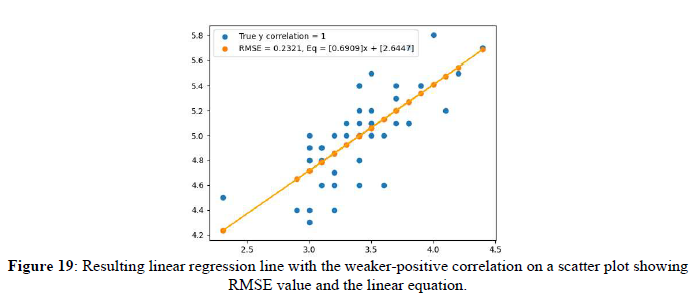 5.8
5.6
5.4
5.2
5.0
4.8
4.6
4.4
4.2
True y correlation = 1
RMSE = 0.2321, Eq = [0.6909]x + [2.6447]
2.5 3.0 3.5 4.0 4.5
Figure 19: Resulting linear regression line with the weaker-positive correlation on a scatter plot showing
RMSE value and the linear equation.